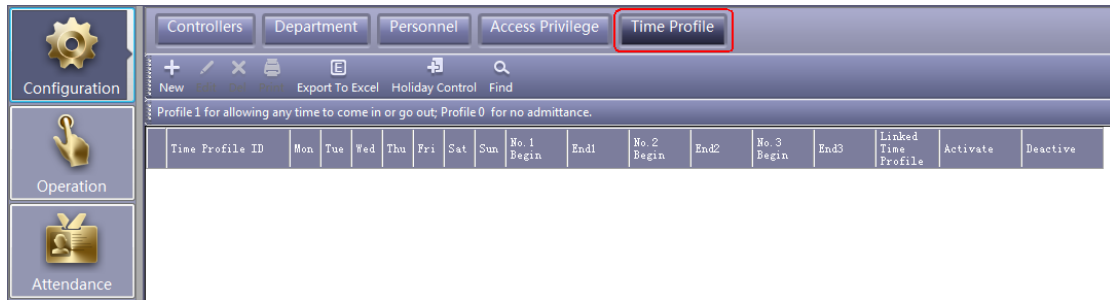 Controllers Department Personnel Access Privilege Time Profile
New Export To Excel Holiday Control Find
Configuration
Profile 1 for allowing any time to come in or go out; Profile 0 for no admittance.
Time Profile ID Mon Tue Wed Thu Fri Sat Sun No.1 Begin End1 No.2 Begin End2 No.3 Begin End3 Linked Time Profile Activate Deactive
Operation
Attendance